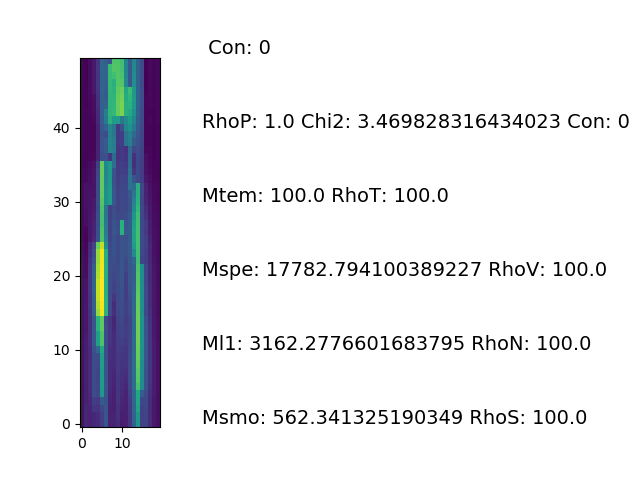 Con: 0
RhoP: 1.0 Chi2: 3.469828316434023 Con: 0
Mtem: 100.0 RhoT: 100.0
Mspe: 17782.794100389227 RhoV: 100.0
Ml1: 3162.2776601683795 RhoN: 100.0
Msmo: 562.341325190349 RhoS: 100.0
40
30
20
10
0
0 10